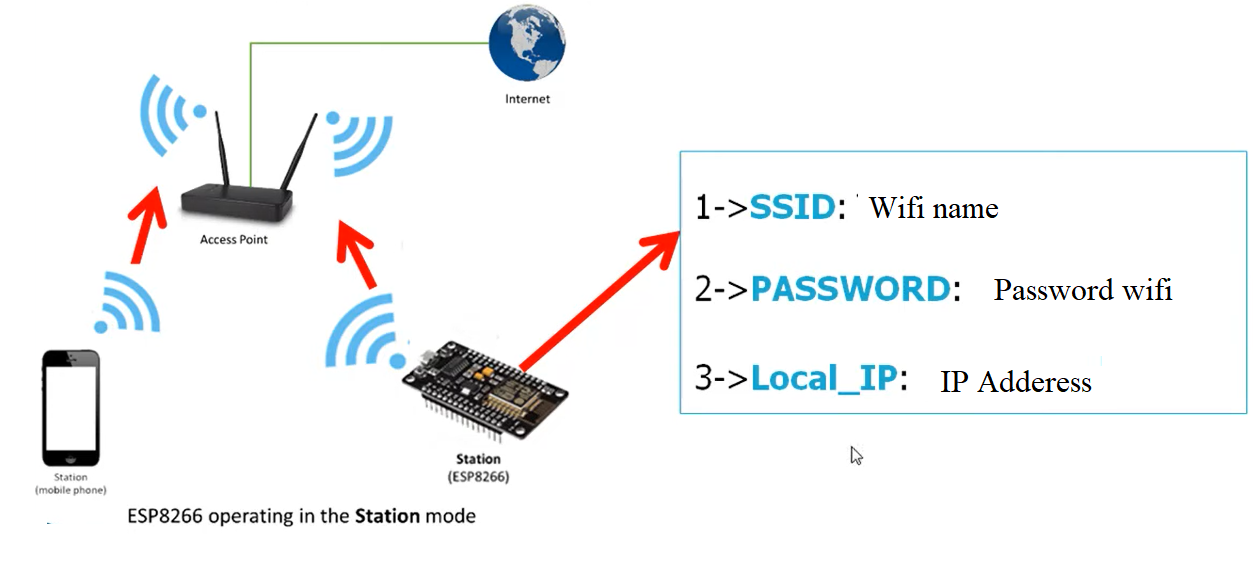 Internet
Access Point
1->SSID: Wifi name
2->PASSWORD: Password wifi
3->Local_IP: IP Adderess
Station
(mobile phone)
Station
(ESP8266)
ESP8266 operating in the Station mode